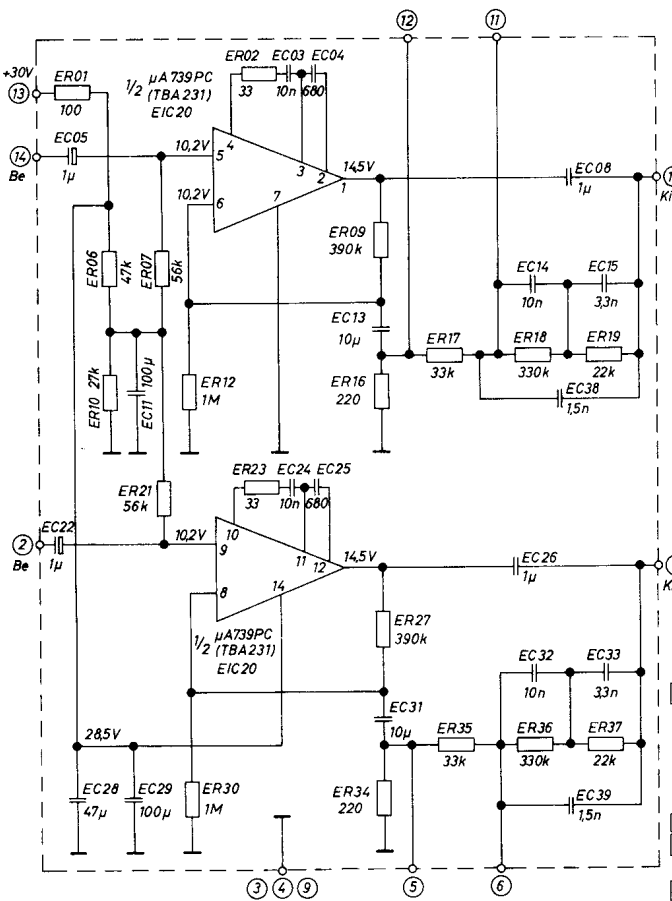 12 11
+30V
13
ER01
100
1/2 µA739PC
(TBA231)
EIC20
ER02
33
EC03
10n
EC04
680
4
3
2
14
Be
EC05
1µ
10,2V
5
10,2V
6
7
1
14,5V
EC08
1µ
Ki
ER06
47k
ER07
56k
ER09
390k
EC14
10n
EC15
3,3n
EC13
10µ
ER17
33k
ER18
330k
ER19
22k
EC38
1,5n
ER10 27k
EC11 100µ
ER12
1M
ER16
220
ER21
56k
ER23
33
EC24
10n
EC25
680
EC22
1µ
2
Be
10,2V
10
9
11
12
8
14
14,5V
EC26
1µ
1/2 µA739PC
(TBA231)
EIC20
ER27
390k
EC32
10n
EC33
3,3n
EC31
10µ
ER35
33k
ER36
330k
ER37
22k
28,5V
EC28
47µ
EC29
100µ
ER30
1M
ER34
220
EC39
1,5n
3 4 9 5 6